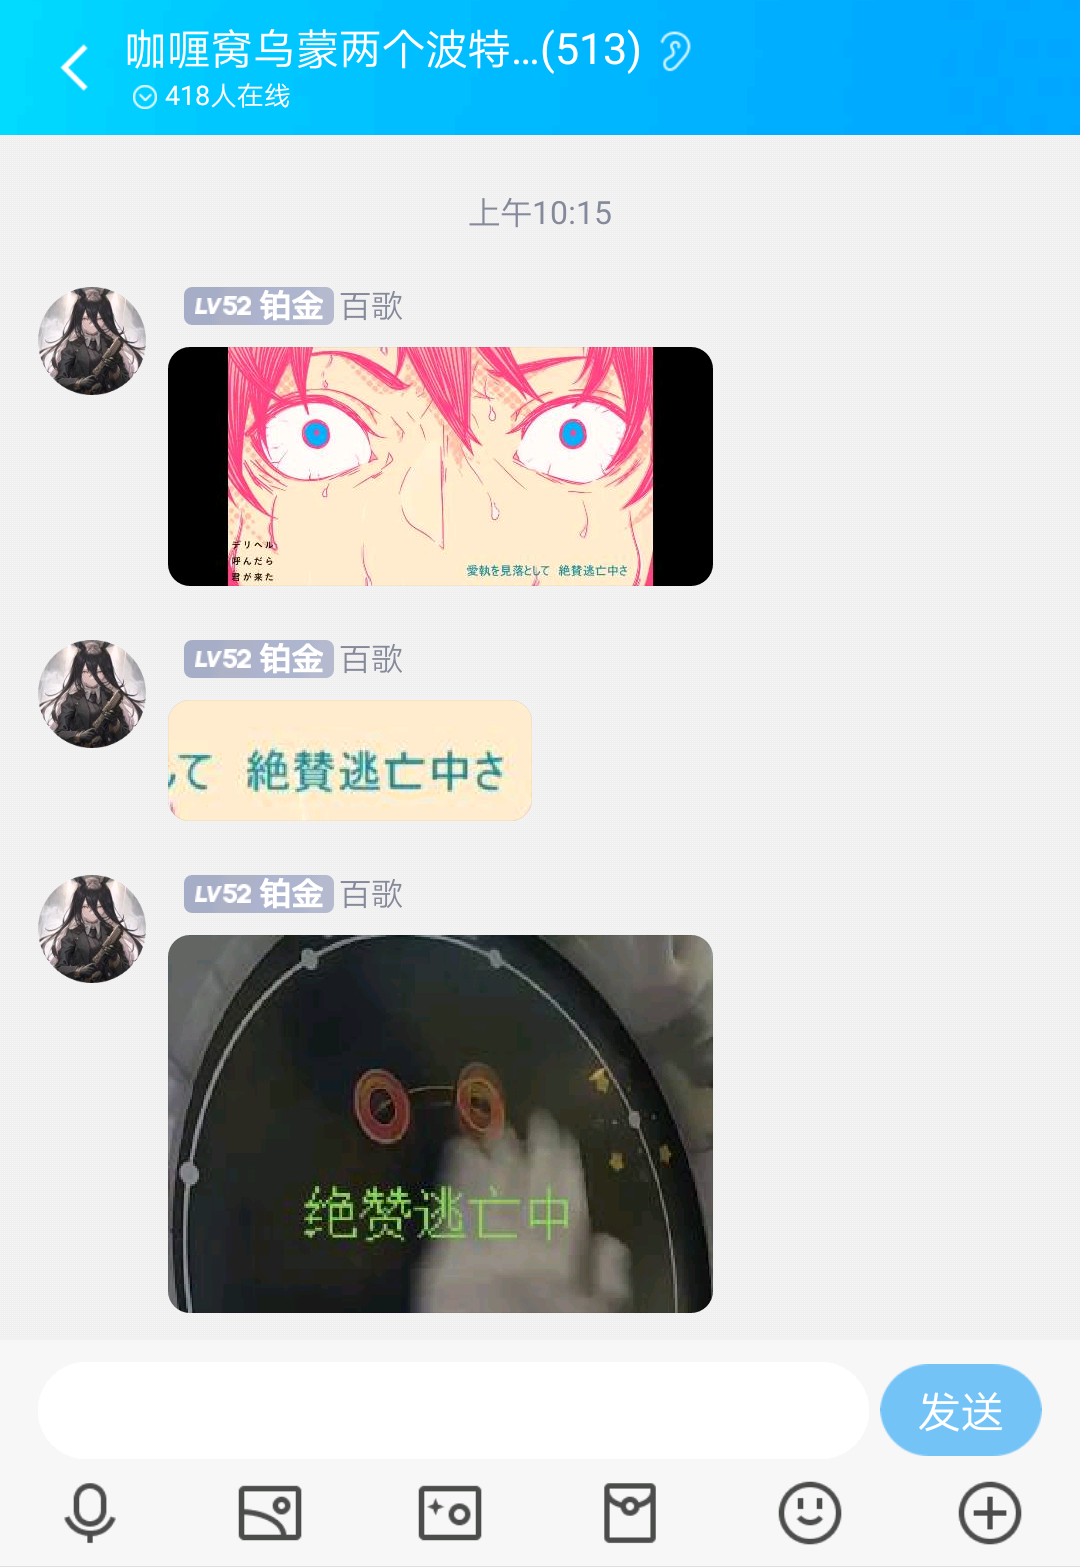 咖喱窝乌蒙两个波特...(513)
418人在线
上午10:15
LV52 铂金 百歌
デリヘル
呼んだら
君が来た
愛執を見落として 絶賛逃亡中さ
LV52 铂金 百歌
して 絶賛逃亡中さ
LV52 铂金 百歌
绝赞逃亡中
发送